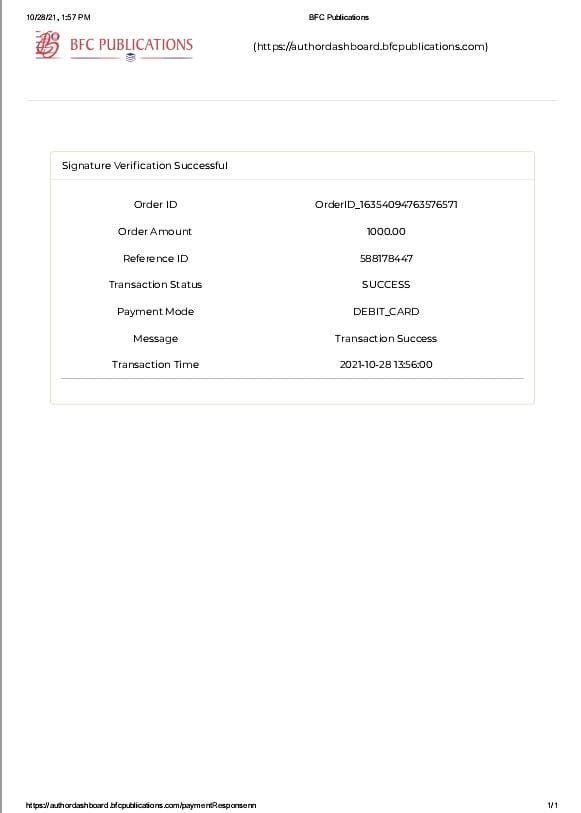 10/28/21, 1:57 PM BFC Publications
BFC PUBLICATIONS (https://authordashboard.bfcpublications.com)
Signature Verification Successful
Order ID OrderID_16354094763576571
Order Amount 1000.00
Reference ID 588178447
Transaction Status SUCCESS
Payment Mode DEBIT_CARD
Message Transaction Success
Transaction Time 2021-10-28 13:56:00
https://authordashboard.bfcpublications.com/paymentResponsenn 1/1